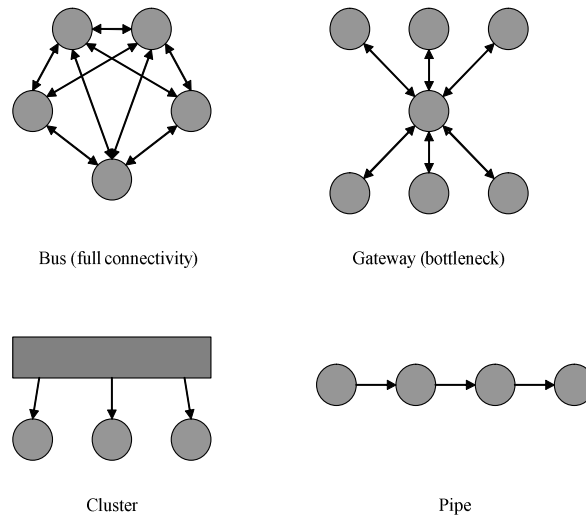 Bus (full connectivity)
Gateway (bottleneck)
Cluster
Pipe